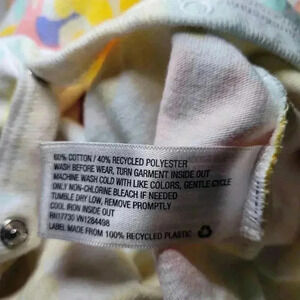 60% COTTON / 40% RECYCLED POLYESTER
WASH BEFORE WEAR, TURN GARMENT INSIDE OUT
MACHINE WASH COLD WITH LIKE COLORS, GENTLE CYCLE
ONLY NON-CHLORINE BLEACH IF NEEDED
TUMBLE DRY LOW, REMOVE PROMPTLY
COOL IRON INSIDE OUT
RN17730 VN1284498
LABEL MADE FROM 100% RECYCLED PLASTIC